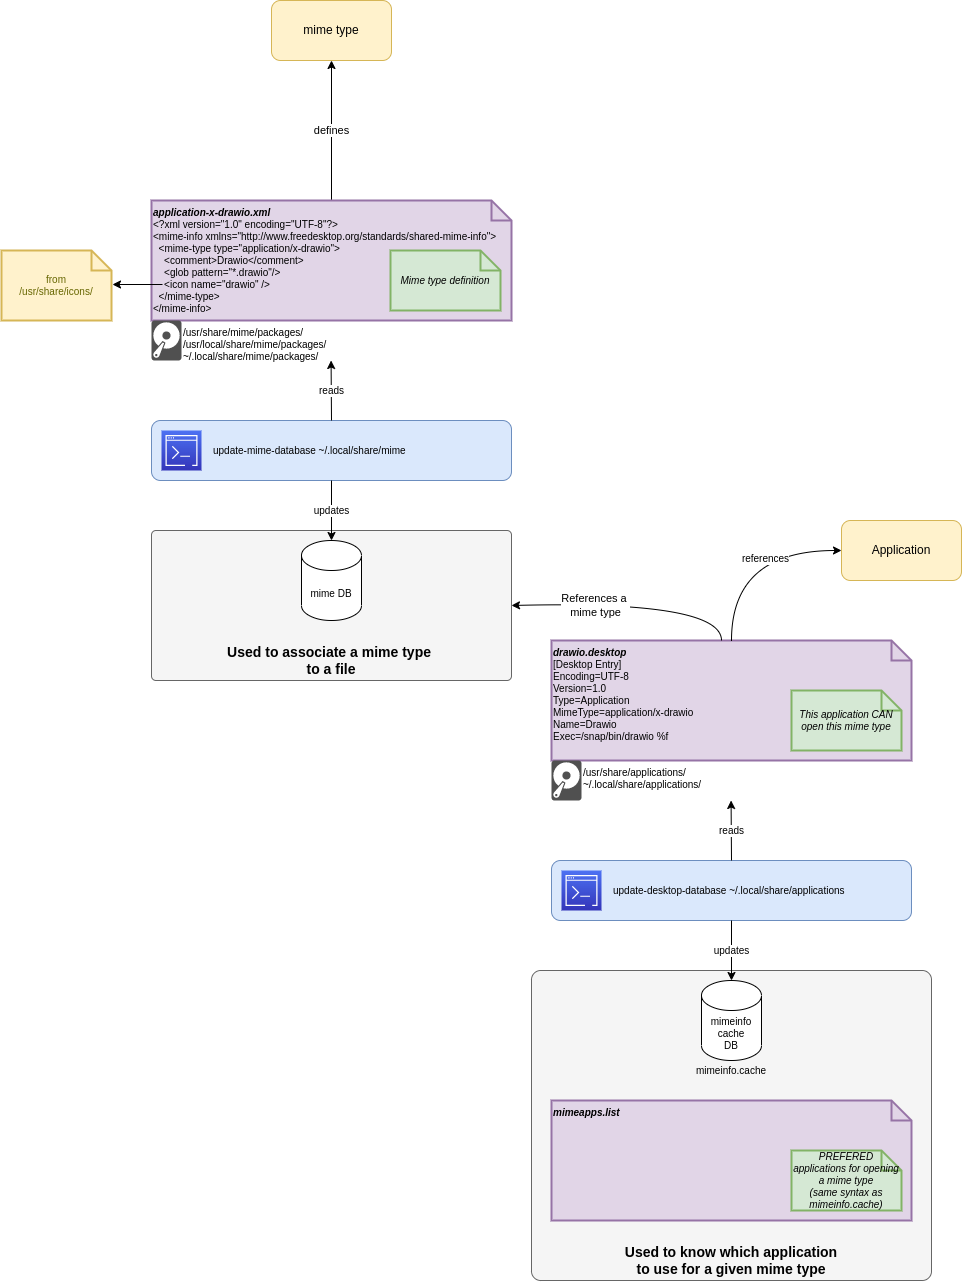 mime type
defines
application-x-drawio.xml
<?xml version="1.0" encoding="UTF-8"?>
<mime-info xmlns="http://www.freedesktop.org/standards/shared-mime-info">
<mime-type type="application/x-drawio">
<comment>Drawio</comment>
<glob pattern="*.drawio"/>
<icon name="drawio" />
</mime-type>
</mime-info>
Mime type definition
from
/usr/share/icons/
/usr/share/mime/packages/
/usr/local/share/mime/packages/
~/.local/share/mime/packages/
reads
update-mime-database ~/.local/share/mime
updates
mime DB
Used to associate a mime type
to a file
References a
mime type
references
Application
drawio.desktop
[Desktop Entry]
Encoding=UTF-8
Version=1.0
Type=Application
MimeType=application/x-drawio
Name=Drawio
Exec=/snap/bin/drawio %f
This application CAN
open this mime type
/usr/share/applications/
~/.local/share/applications/
reads
update-desktop-database ~/.local/share/applications
updates
mimeinfo
cache
DB
mimeinfo.cache
mimeapps.list
PREFERED
applications for opening
a mime type
(same syntax as
mimeinfo.cache)
Used to know which application
to use for a given mime type